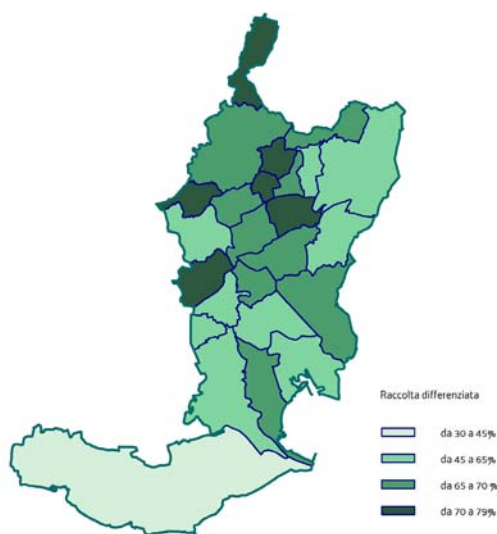 Raccolta differenziata
da 30 a 45%
da 45 a 65%
da 65 a 70 %
da 70 a 79%